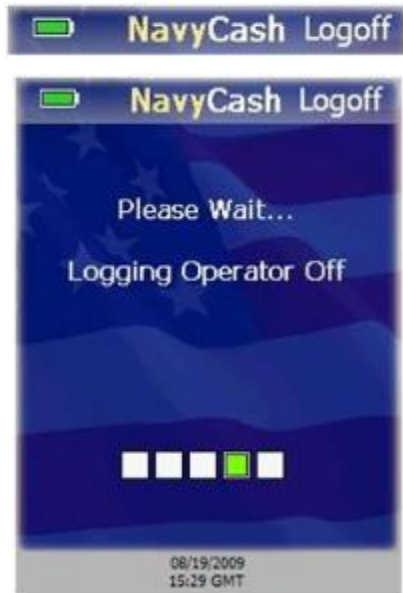 NavyCash Logoff
NavyCash Logoff
Please Wait...
Logging Operator Off
08/19/2009
15:29 GMT